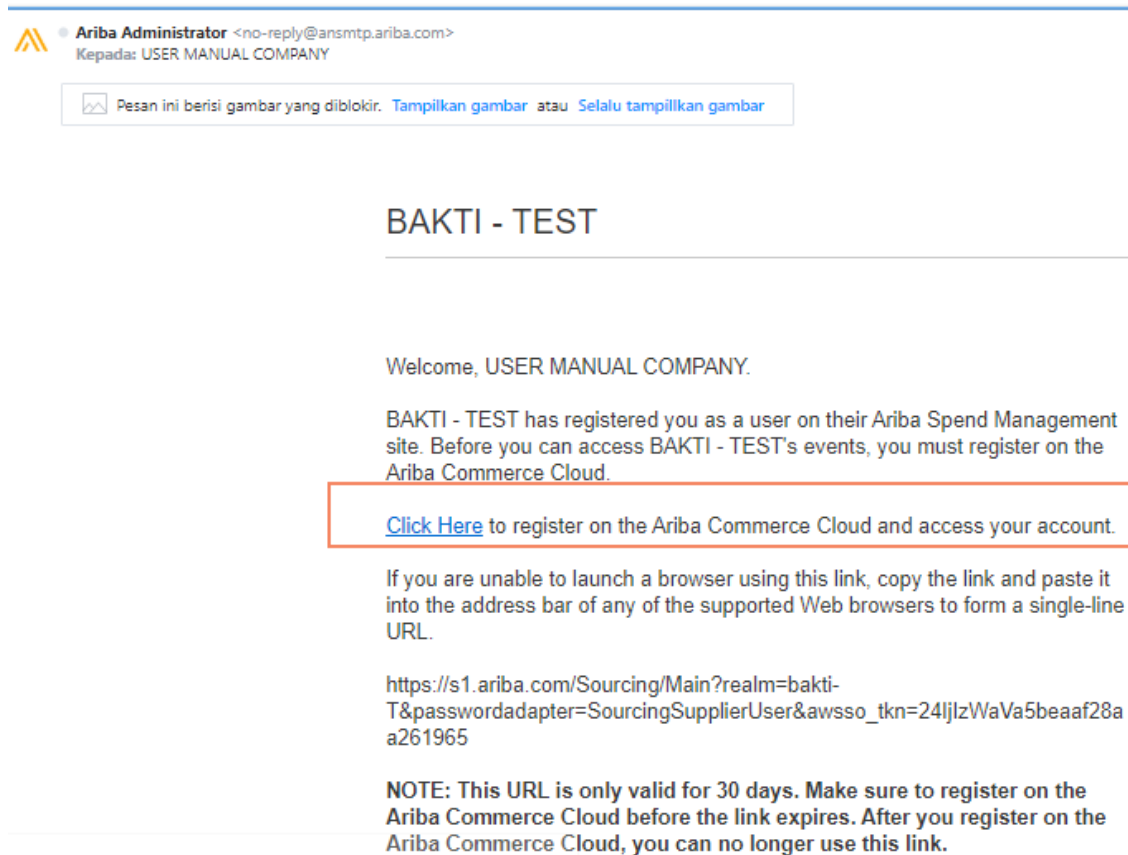 Ariba Administrator <no-reply@ansmtp.ariba.com>
Kepada: USER MANUAL COMPANY
Pesan ini berisi gambar yang diblokir. Tampilkan gambar atau Selalu tampillkan gambar
BAKTI - TEST
Welcome, USER MANUAL COMPANY.
BAKTI - TEST has registered you as a user on their Ariba Spend Management
site. Before you can access BAKTI - TEST's events, you must register on the
Ariba Commerce Cloud.
Click Here to register on the Ariba Commerce Cloud and access your account.
If you are unable to launch a browser using this link, copy the link and paste it
into the address bar of any of the supported Web browsers to form a single-line
URL.
https://s1.ariba.com/Sourcing/Main?realm=bakti-
T&passwordadapter=SourcingSupplierUser&awsso_tkn=24IjIzWaVa5beaaf28a
a261965
NOTE: This URL is only valid for 30 days. Make sure to register on the
Ariba Commerce Cloud before the link expires. After you register on the
Ariba Commerce Cloud, you can no longer use this link.